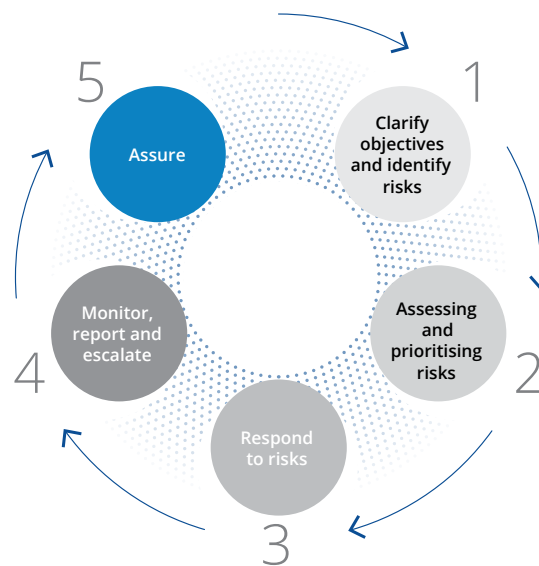 1
Clarify
objectives
and identify
risks
2
Assessing
and
prioritising
risks
3
Respond
to risks
4
Monitor,
report and
escalate
5
Assure